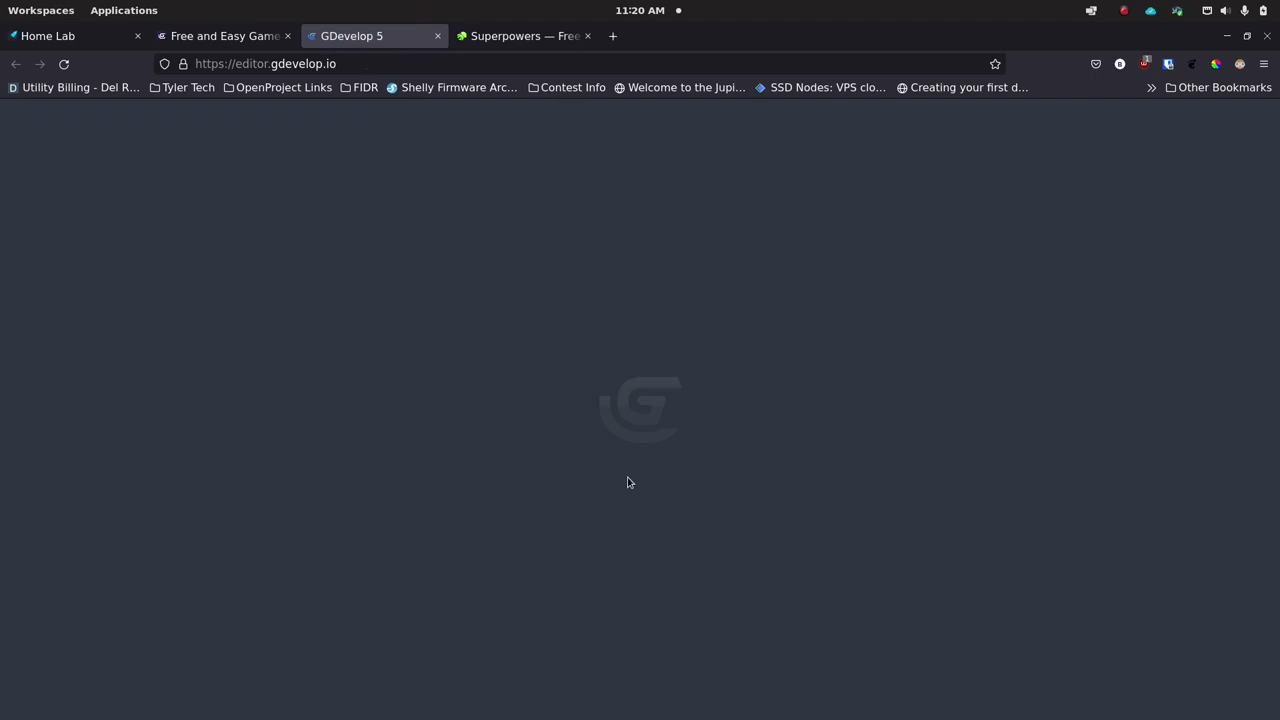 Workspaces Applications 11:20 AM
Home Lab Free and Easy Game GDevelop 5 Superpowers — Free
https://editor.gdevelop.io 1
Utility Billing - Del R... Tyler Tech OpenProject Links FIDR Shelly Firmware Arc... Contest Info Welcome to the Jupi... SSD Nodes: VPS clo... Creating your first d... Other Bookmarks